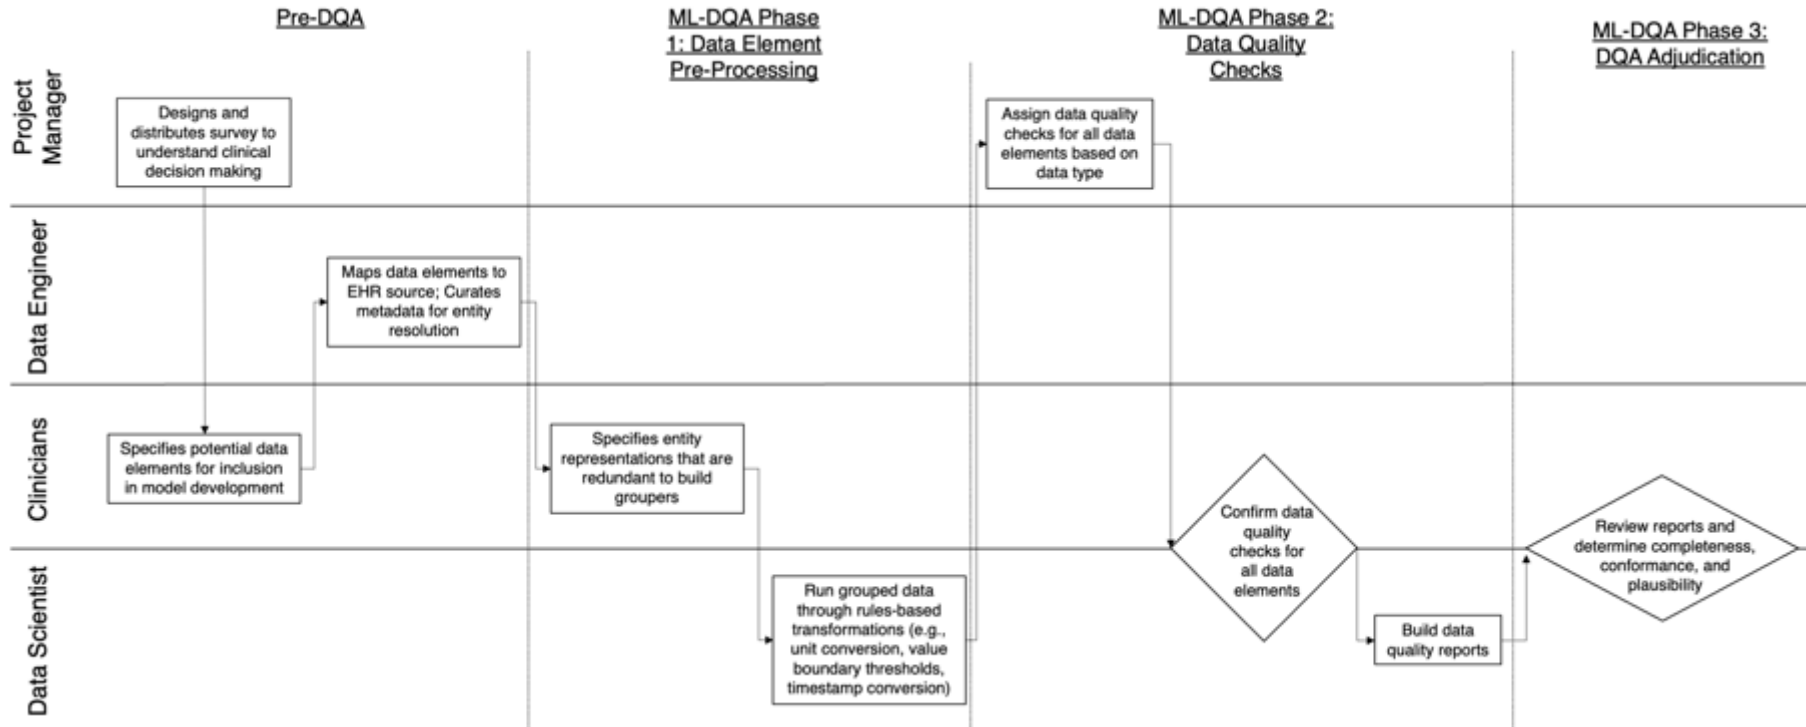 Pre-DQA
ML-DQA Phase
1: Data Element
Pre-Processing
ML-DQA Phase 2:
Data Quality
Checks
ML-DQA Phase 3:
DQA Adjudication
Project
Manager
Designs and
distributes survey to
understand clinical
decision making
Assign data quality
checks for all data
elements based on
data type
Data Engineer
Maps data elements to
EHR source; Curates
metadata for entity
resolution
Clinicians
Specifies potential data
elements for inclusion
in model development
Specifies entity
representations that are
redundant to build
groupers
Confirm data
quality
checks for
all data
elements
Review reports and
determine completeness,
conformance, and
plausibility
Data Scientist
Run grouped data
through rules-based
transformations (e.g.,
unit conversion, value
boundary thresholds,
timestamp conversion)
Build data
quality reports